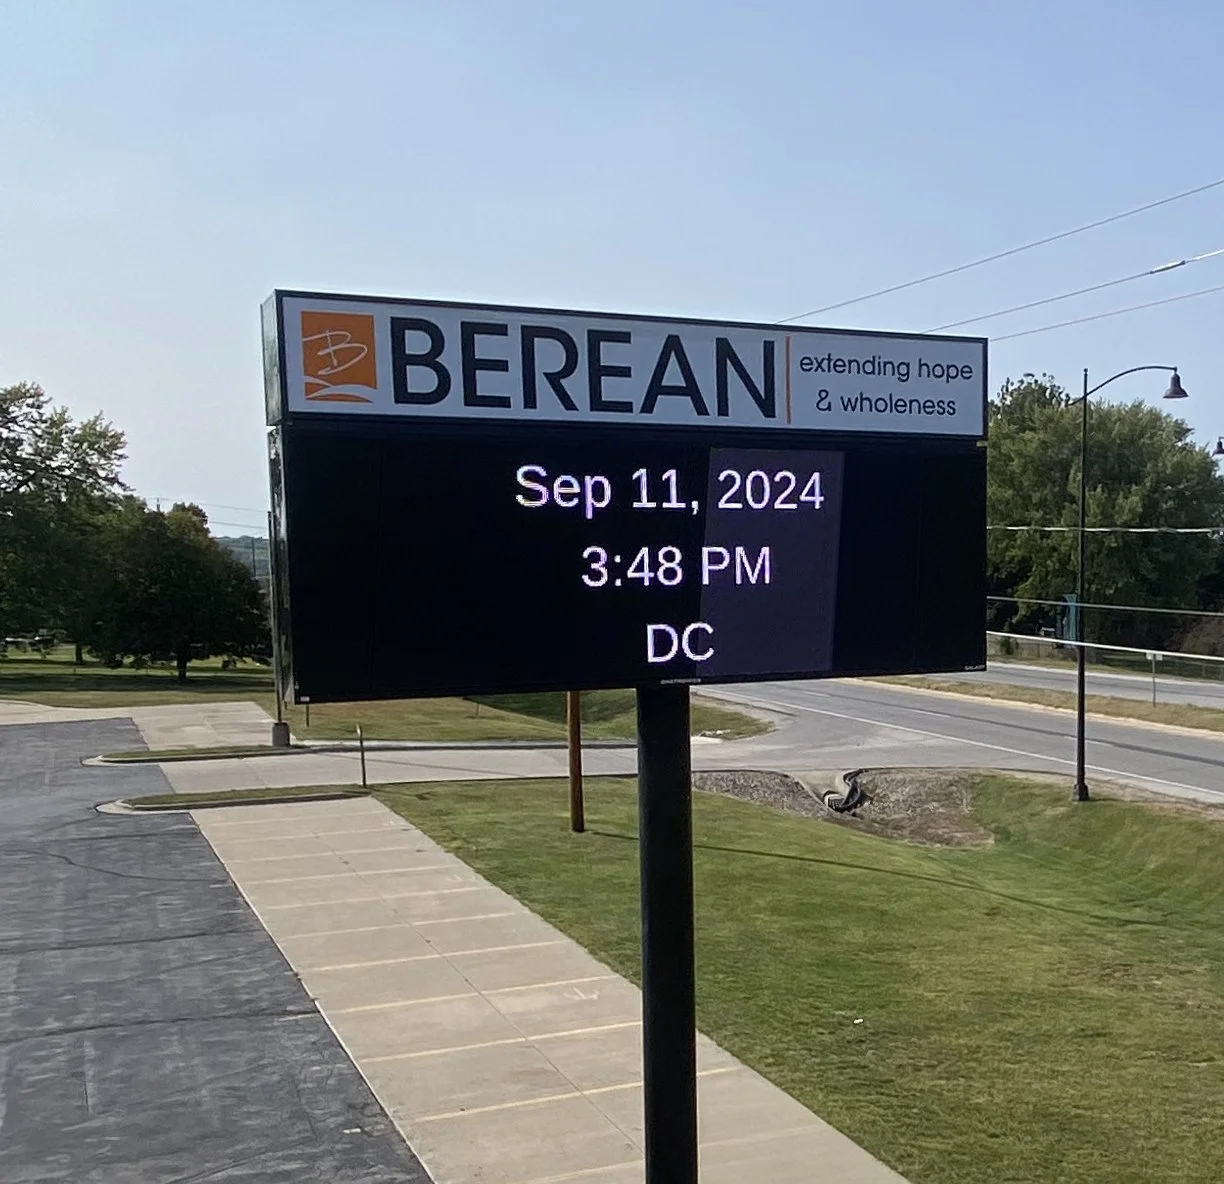 BEREAN
extending hope
& wholeness
Sep 11, 2024
3:48 PM
DC